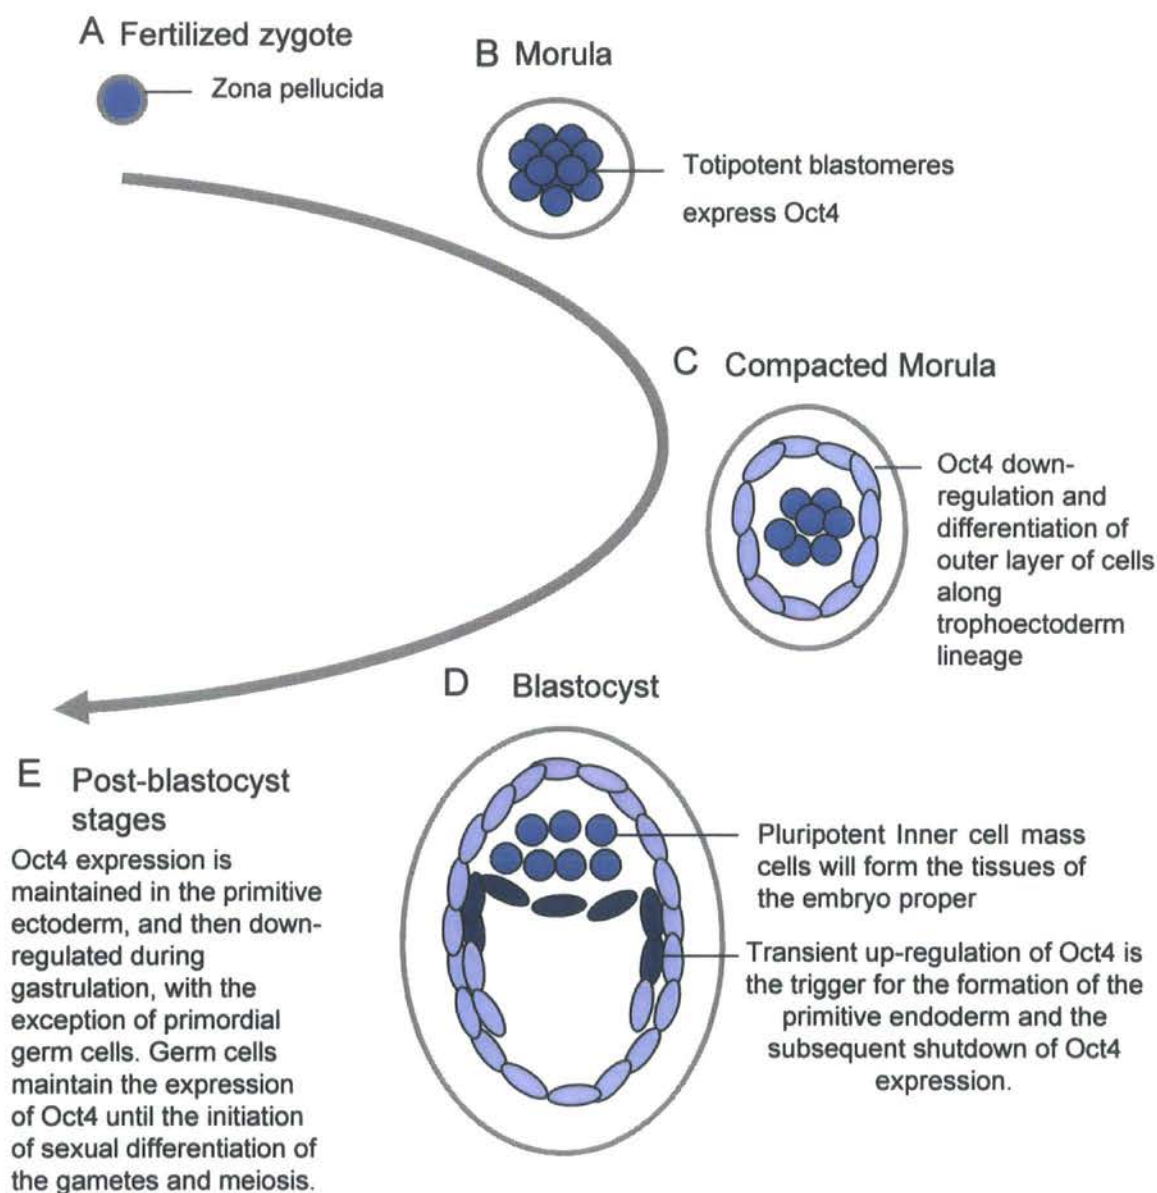 A Fertilized zygote
Zona pellucida
B Morula
Totipotent blastomeres
express Oct4
C Compacted Morula
Oct4 down-
regulation and
differentiation of
outer layer of cells
along
trophoectoderm
lineage
D Blastocyst
Pluripotent Inner cell mass
cells will form the tissues of
the embryo proper
Transient up-regulation of Oct4 is
the trigger for the formation of the
primitive endoderm and the
subsequent shutdown of Oct4
expression.
E Post-blastocyst
stages
Oct4 expression is
maintained in the primitive
ectoderm, and then down-
regulated during
gastrulation, with the
exception of primordial
germ cells. Germ cells
maintain the expression
of Oct4 until the initiation
of sexual differentiation of
the gametes and meiosis.